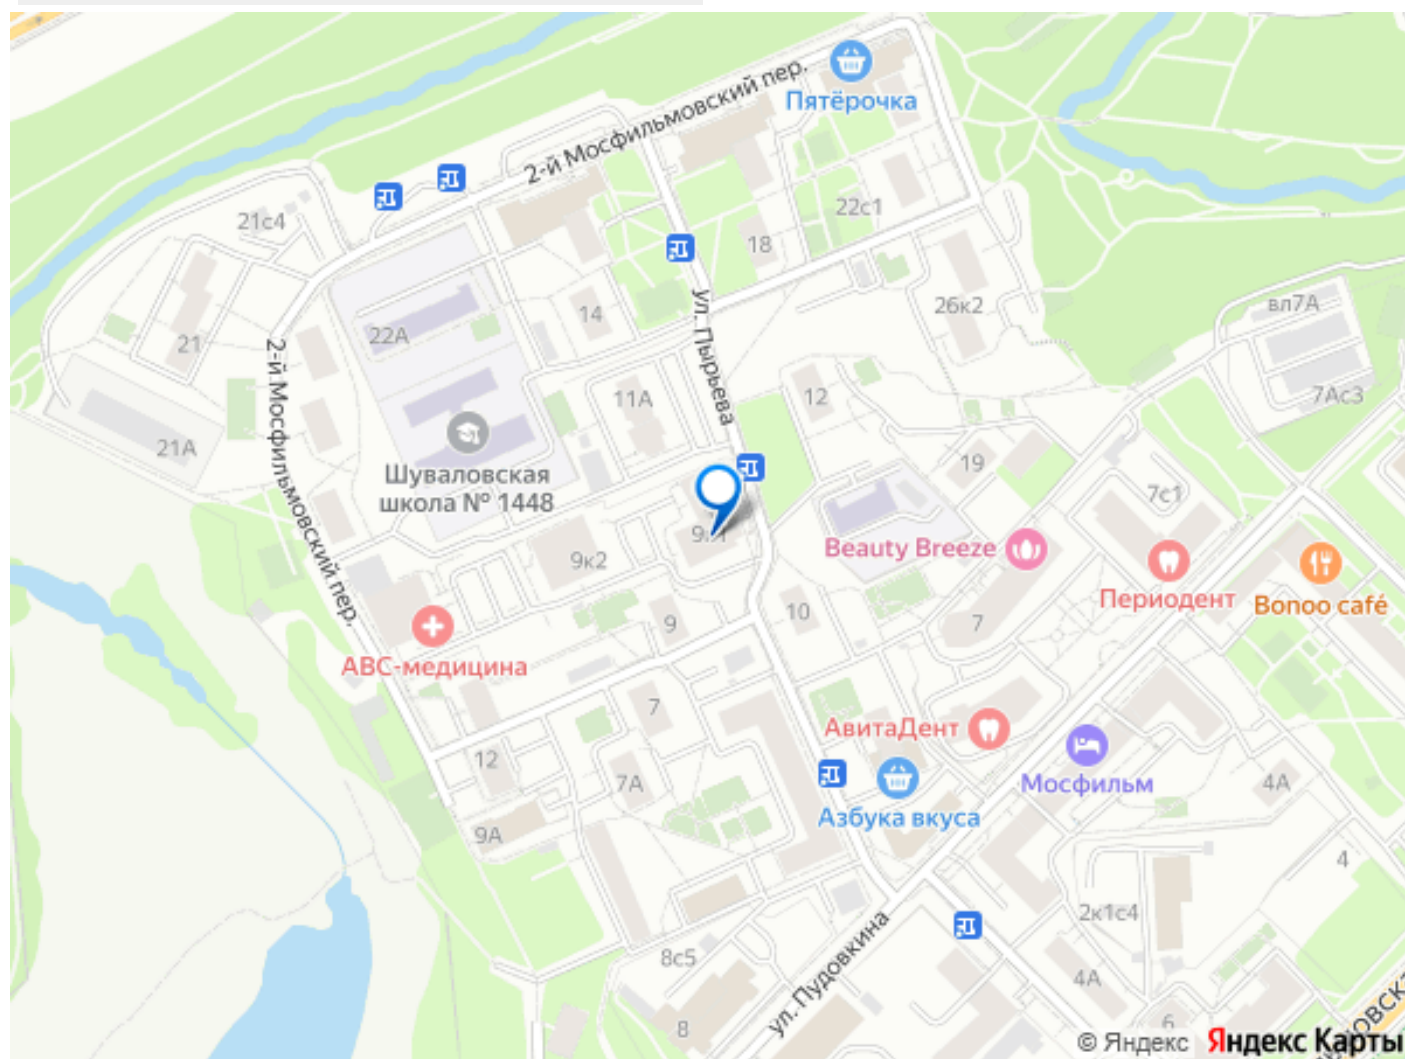 2-й Мосфильмовский пер.
Пятёрочка
21с4
22с1
18
26к2
вл7А
14
22А
21
ул. Пырьева
2-й Мосфильмовский пер.
11А
12
7Ас3
21А
Шуваловская
школа № 1448
19
7с1
Beauty Breeze
9к2
Периодент
Bonoo café
9
10
7
АВС-медицина
7
АвитаДент
12
7А
Мосфильм
4А
Азбука вкуса
9А
4
2к1с4
ул. Пудовкина
8с5
4А
8
6
© Яндекс Яндекс Карты